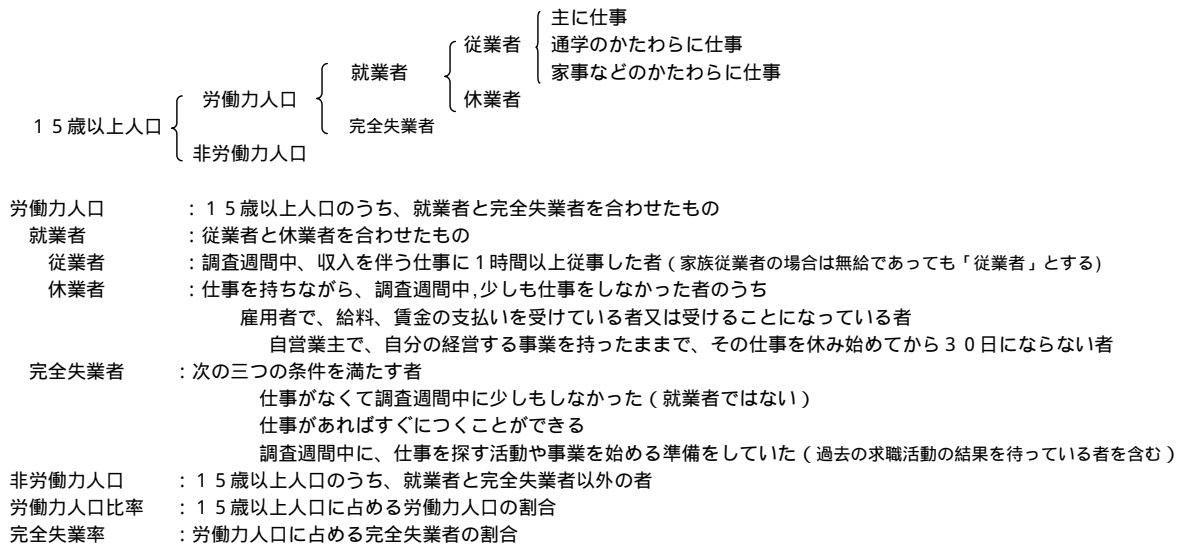 主に仕事
従業者 通学のかたわらに仕事
就業者 家事などのかたわらに仕事
労働力人口 休業者
15歳以上人口 完全失業者
非労働力人口
労働力人口 :15歳以上人口のうち、就業者と完全失業者を合わせたもの
就業者 :従業者と休業者を合わせたもの
従業者 :調査週間中、収入を伴う仕事に1時間以上従事した者(家族従業者の場合は無給であっても「従業者」とする)
休業者 :仕事を持ちながら、調査週間中,少しも仕事をしなかった者のうち
雇用者で、給料、賃金の支払いを受けている者又は受けることになっている者
自営業主で、自分の経営する事業を持ったままで、その仕事を休み始めてから30日にならない者
完全失業者 :次の三つの条件を満たす者
仕事がなくて調査週間中に少しもしなかった(就業者ではない)
仕事があればすぐにつくことができる
調査週間中に、仕事を探す活動や事業を始める準備をしていた(過去の求職活動の結果を待っている者を含む)
非労働力人口 :15歳以上人口のうち、就業者と完全失業者以外の者
労働力人口比率 :15歳以上人口に占める労働力人口の割合
完全失業率 :労働力人口に占める完全失業者の割合